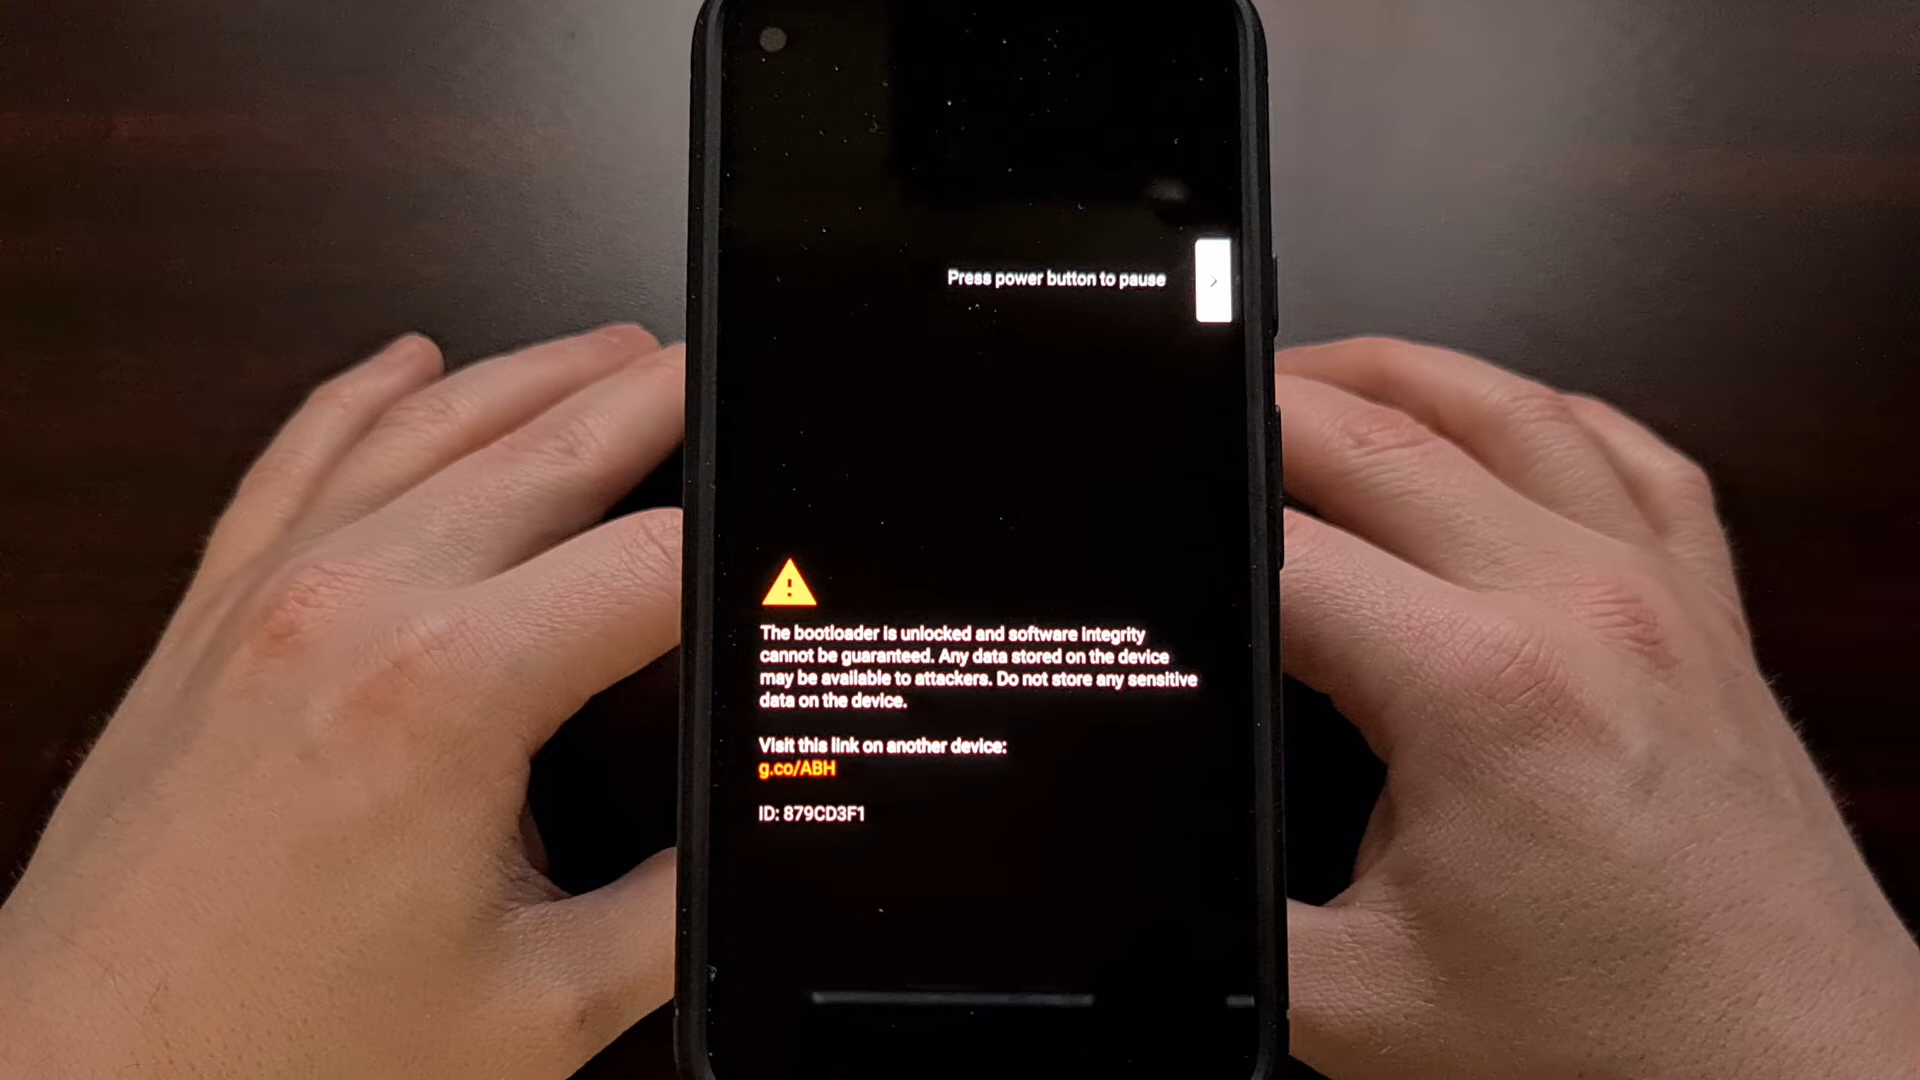 Press power button to pause
The bootloader is unlocked and software integrity
cannot be guaranteed. Any data stored on the device
may be available to attackers. Do not store any sensitive
data on the device.
Visit this link on another device:
g.co/ABH
ID: 879CD3F1